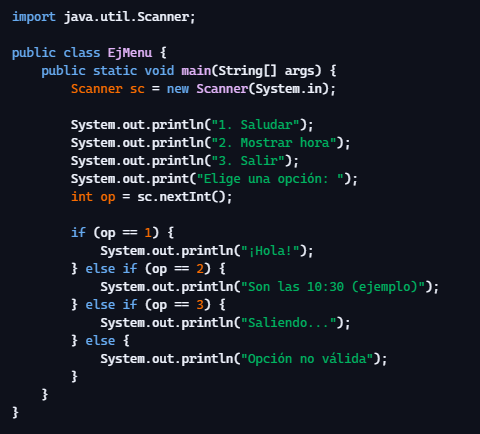 import java.util.Scanner;

public class EjMenu {
    public static void main(String[] args) {
        Scanner sc = new Scanner(System.in);

        System.out.println("1. Saludar");
        System.out.println("2. Mostrar hora");
        System.out.println("3. Salir");
        System.out.print("Elige una opción: ");
        int op = sc.nextInt();

        if (op == 1) {
            System.out.println("¡Hola!");
        } else if (op == 2) {
            System.out.println("Son las 10:30 (ejemplo)");
        } else if (op == 3) {
            System.out.println("Saliendo...");
        } else {
            System.out.println("Opción no válida");
        }
    }
}